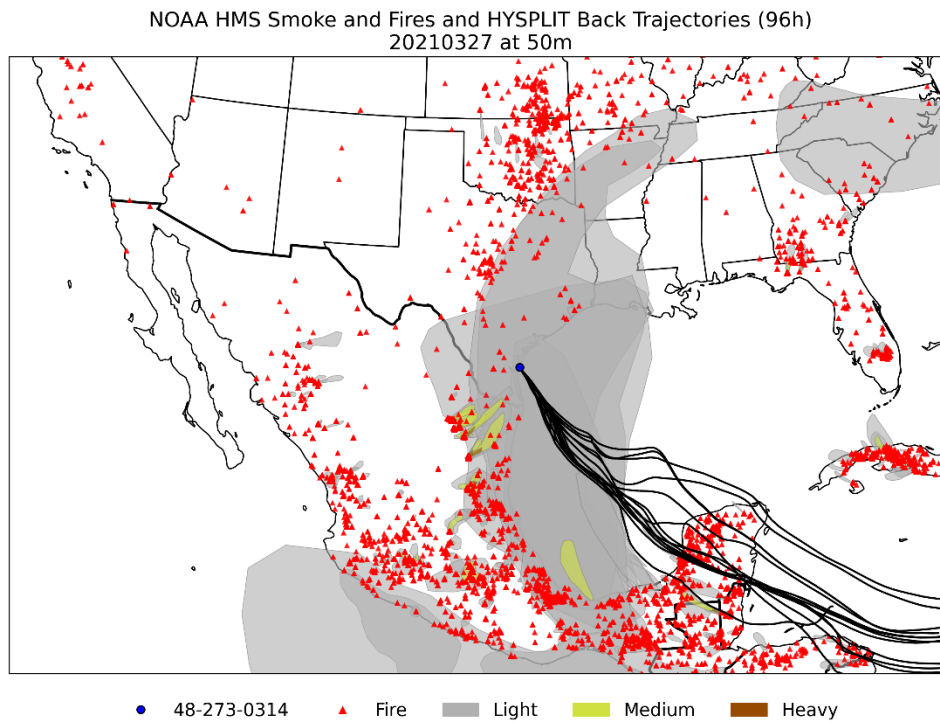 NOAA HMS Smoke and Fires and HYSPLIT Back Trajectories (96h)
20210327 at 50m
48-273-0314 Fire Light Medium Heavy